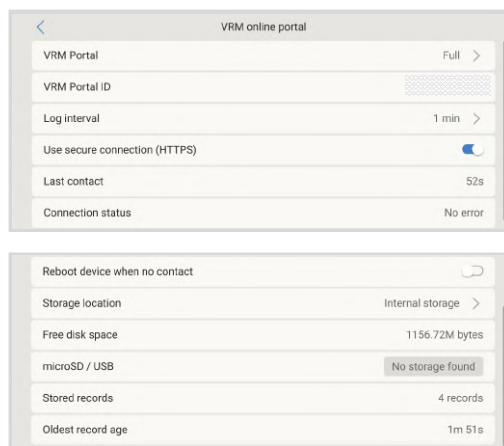 VRM online portal
VRM Portal Full
VRM Portal ID
Log interval 1 min
Use secure connection (HTTPS)
Last contact 52s
Connection status No error
Reboot device when no contact
Storage location Internal storage
Free disk space 1156.72M bytes
microSD / USB No storage found
Stored records 4 records
Oldest record age 1m 51s